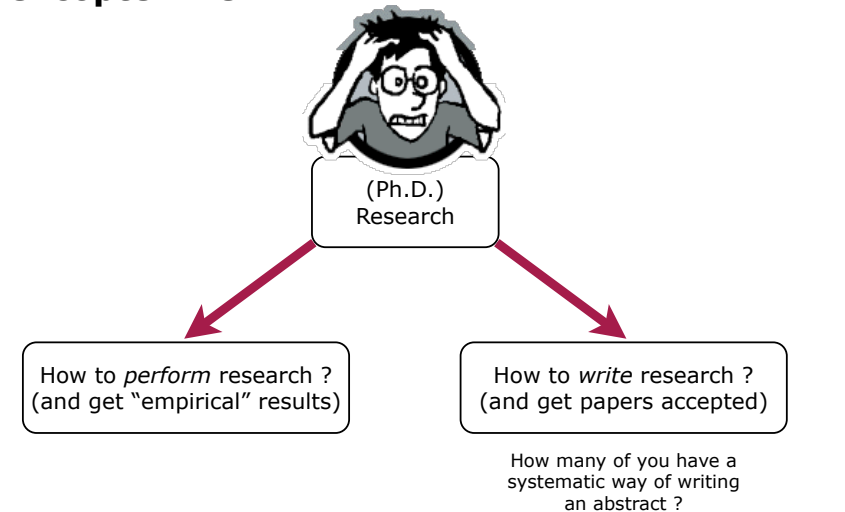 (Ph.D.)
Research
How to perform research ?
(and get “empirical” results)
How to write research ?
(and get papers accepted)
How many of you have a
systematic way of writing
an abstract ?